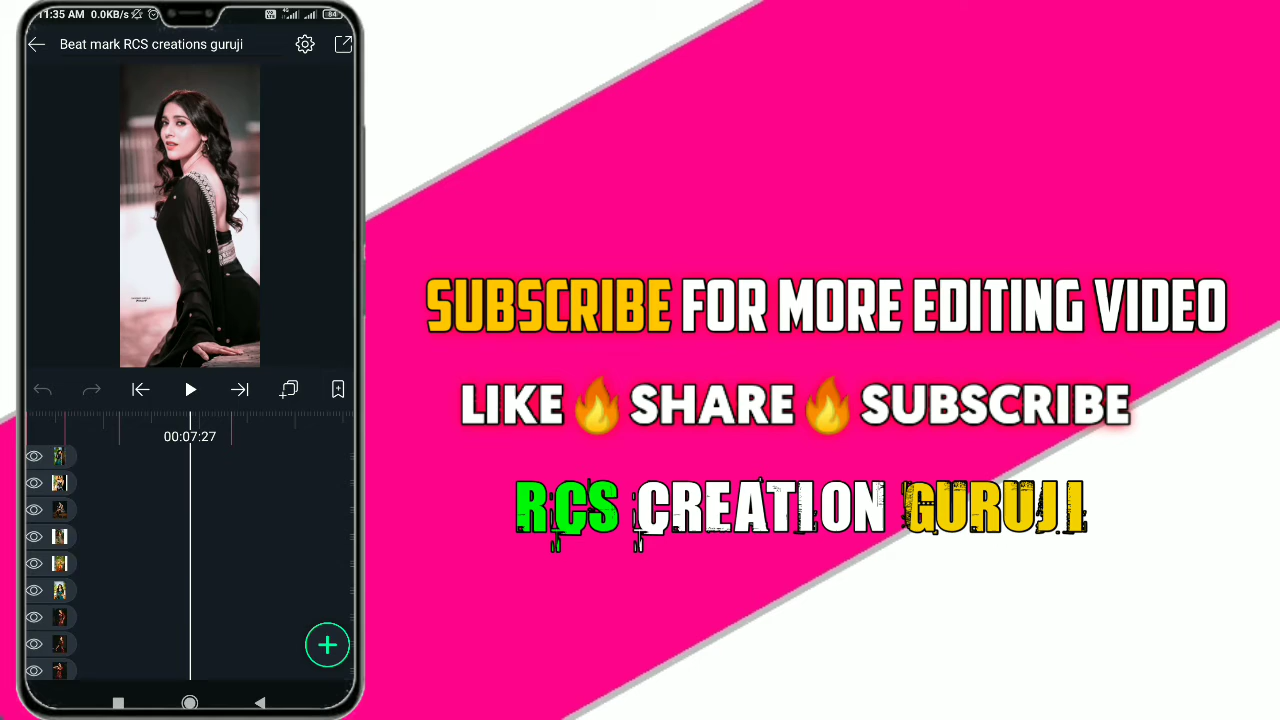 11:35 AM 0.0KB/s 84
Beat mark RCS creations guruji
00:07:27
SUBSCRIBE FOR MORE EDITING VIDEO
LIKE🔥SHARE🔥SUBSCRIBE
RCS CREATION GURUJI